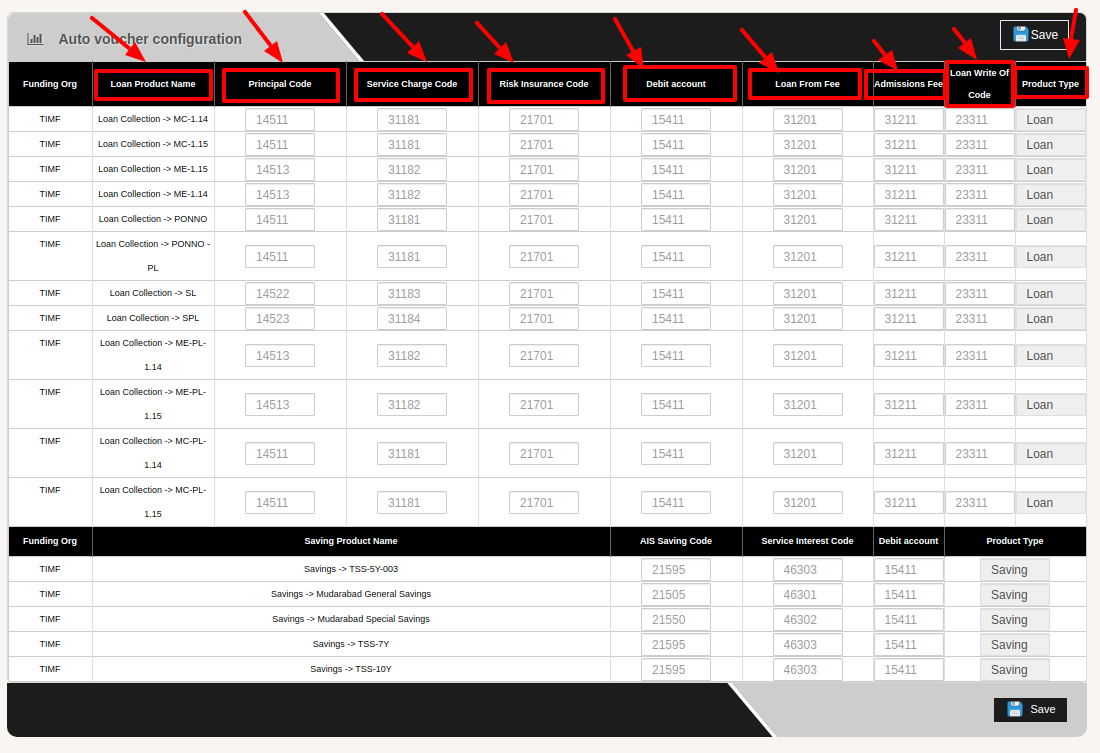 Auto voucher configuration
Save
Funding Org Loan Product Name Principal Code Service Charge Code Risk Insurance Code Debit account Loan From Fee Admissions Fee Loan Write Of Code Product Type
TIMF Loan Collection -> MC-1.14 14511 31181 21701 15411 31201 31211 23311 Loan
TIMF Loan Collection -> MC-1.15 14511 31181 21701 15411 31201 31211 23311 Loan
TIMF Loan Collection -> ME-1.15 14513 31182 21701 15411 31201 31211 23311 Loan
TIMF Loan Collection -> ME-1.14 14513 31182 21701 15411 31201 31211 23311 Loan
TIMF Loan Collection -> PONNO 14511 31181 21701 15411 31201 31211 23311 Loan
TIMF Loan Collection -> PONNO -PL 14511 31181 21701 15411 31201 31211 23311 Loan
TIMF Loan Collection -> SL 14522 31183 21701 15411 31201 31211 23311 Loan
TIMF Loan Collection -> SPL 14523 31184 21701 15411 31201 31211 23311 Loan
TIMF Loan Collection -> ME-PL-1.14 14513 31182 21701 15411 31201 31211 23311 Loan
TIMF Loan Collection -> ME-PL-1.15 14513 31182 21701 15411 31201 31211 23311 Loan
TIMF Loan Collection -> MC-PL-1.14 14511 31181 21701 15411 31201 31211 23311 Loan
TIMF Loan Collection -> MC-PL-1.15 14511 31181 21701 15411 31201 31211 23311 Loan
Funding Org Saving Product Name AIS Saving Code Service Interest Code Debit account Product Type
TIMF Savings -> TSS-5Y-003 21595 46303 15411 Saving
TIMF Savings -> Mudarabad General Savings 21505 46301 15411 Saving
TIMF Savings -> Mudarabad Special Savings 21550 46302 15411 Saving
TIMF Savings -> TSS-7Y 21595 46303 15411 Saving
TIMF Savings -> TSS-10Y 21595 46303 15411 Saving
Save